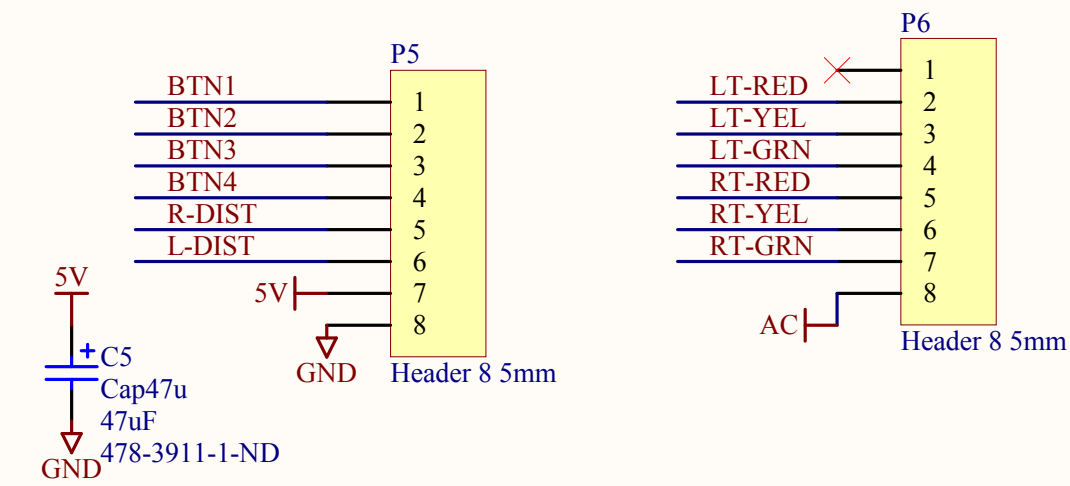 P5
BTN1
1
BTN2
2
BTN3
3
BTN4
4
R-DIST
5
L-DIST
6
5V
7
8
GND
Header 8 5mm
5V
+
C5
Cap47u
47uF
478-3911-1-ND
GND
P6
1
LT-RED
2
LT-YEL
3
LT-GRN
4
RT-RED
5
RT-YEL
6
RT-GRN
7
8
AC
Header 8 5mm